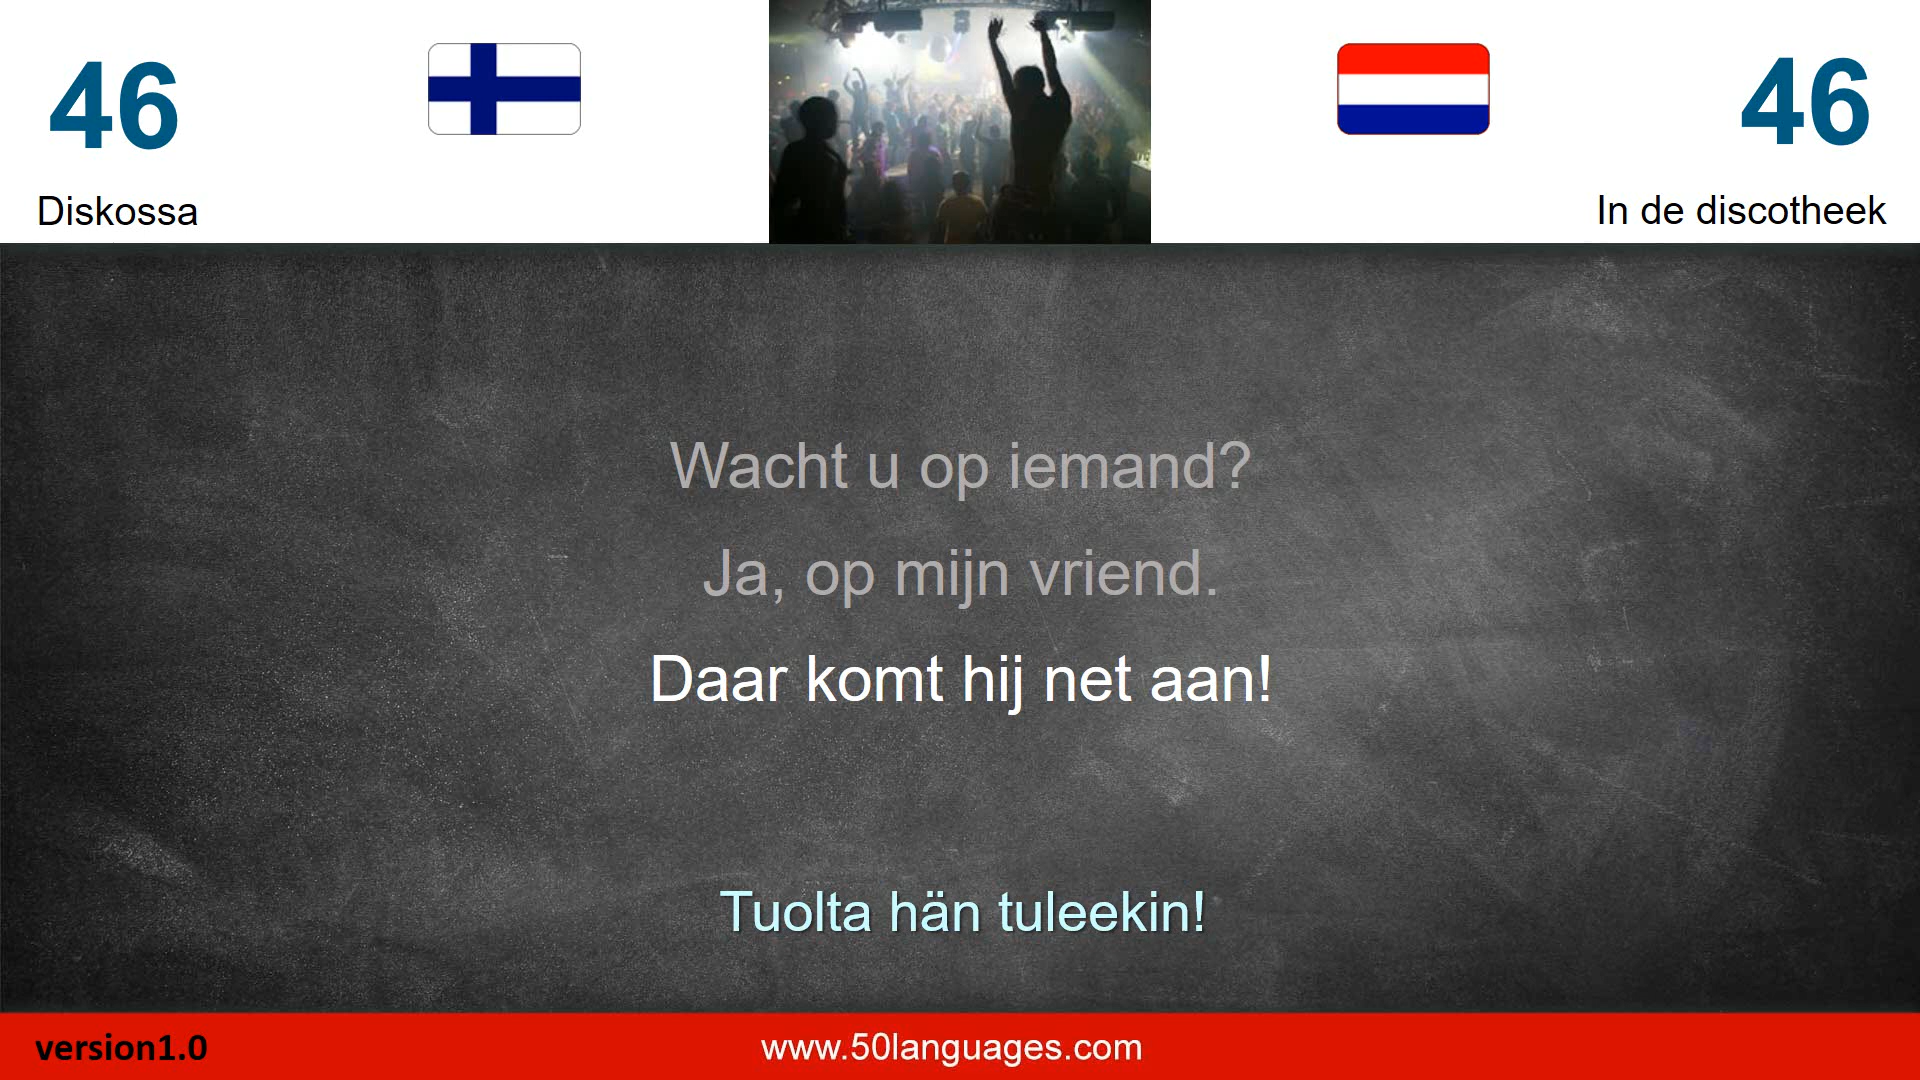 46
46
Diskossa
In de discotheek
Wacht u op iemand?
Ja, op mijn vriend.
Daar komt hij net aan!
Tuolta hän tuleekin!
version1.0
www.50languages.com